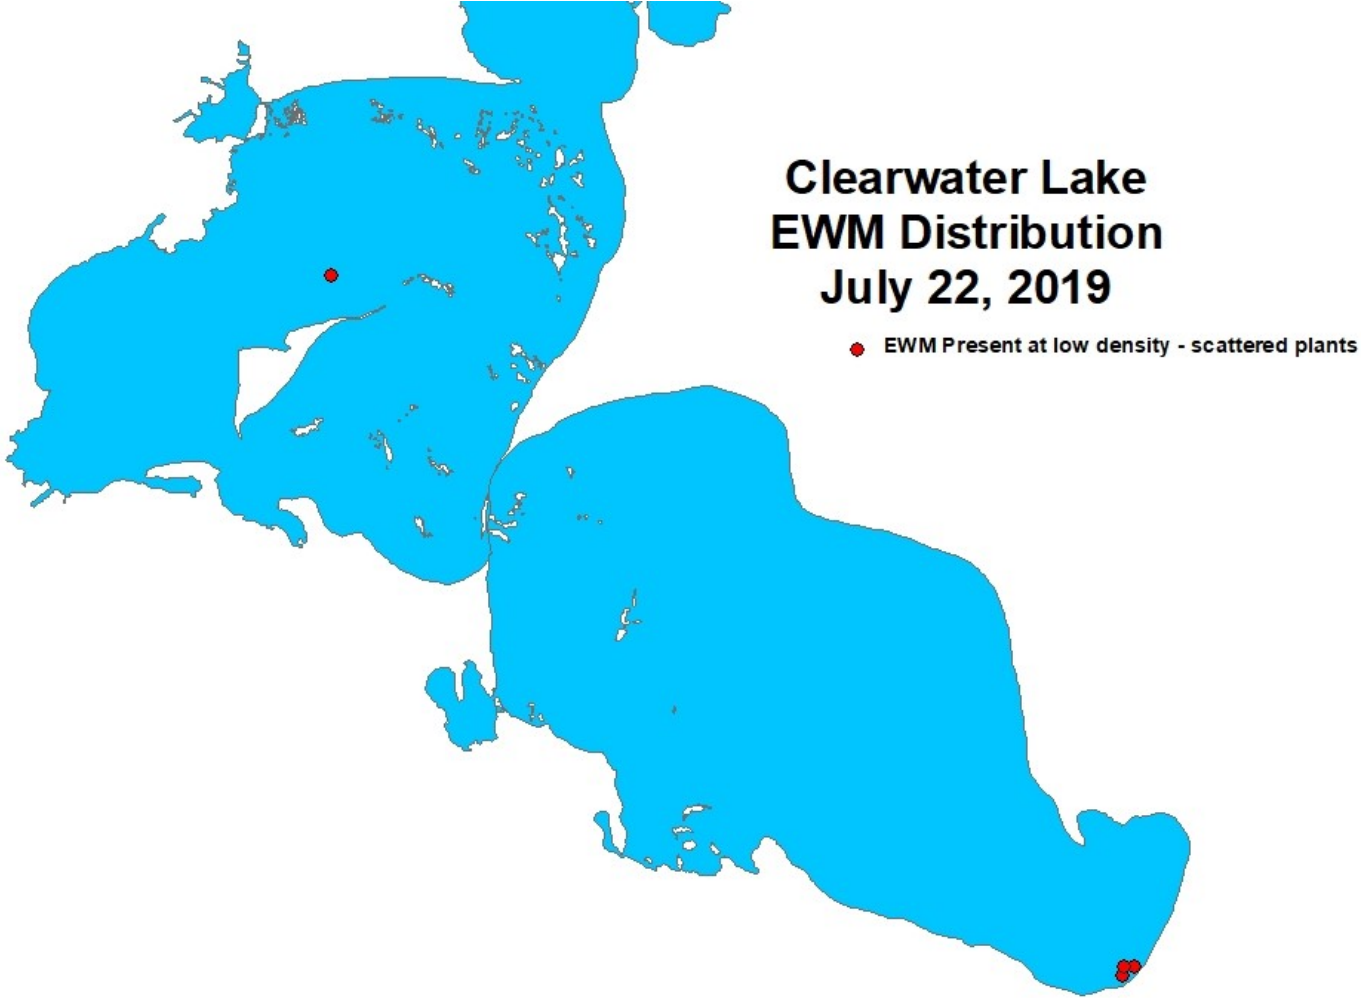 Clearwater Lake
EWM Distribution
July 22, 2019
EWM Present at low density - scattered plants